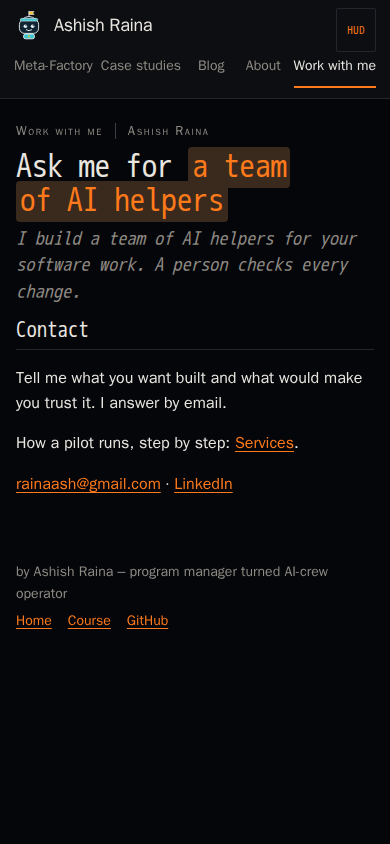 Ashish Raina
HUD
Meta-Factory Case studies Blog About Work with me
Work with me | Ashish Raina
Ask me for a team
of AI helpers
I build a team of AI helpers for your
software work. A person checks every
change.
Contact
Tell me what you want built and what would make
you trust it. I answer by email.
How a pilot runs, step by step: Services.
rainaash@gmail.com · LinkedIn
by Ashish Raina – program manager turned AI-crew
operator
Home Course GitHub